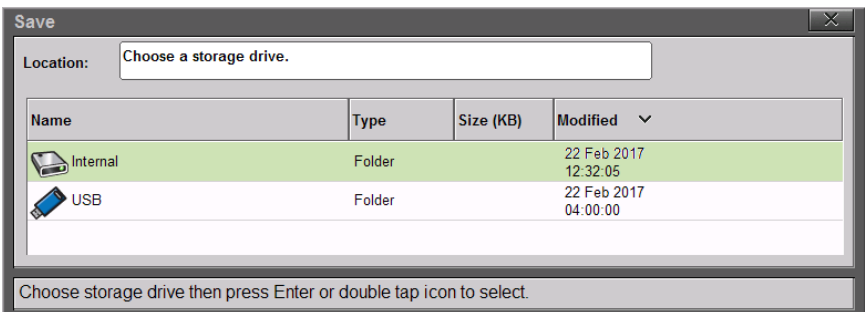 Save
Location: Choose a storage drive.
Name Type Size (KB) Modified
Internal Folder 22 Feb 2017
12:32:05
USB Folder 22 Feb 2017
04:00:00
Choose storage drive then press Enter or double tap icon to select.